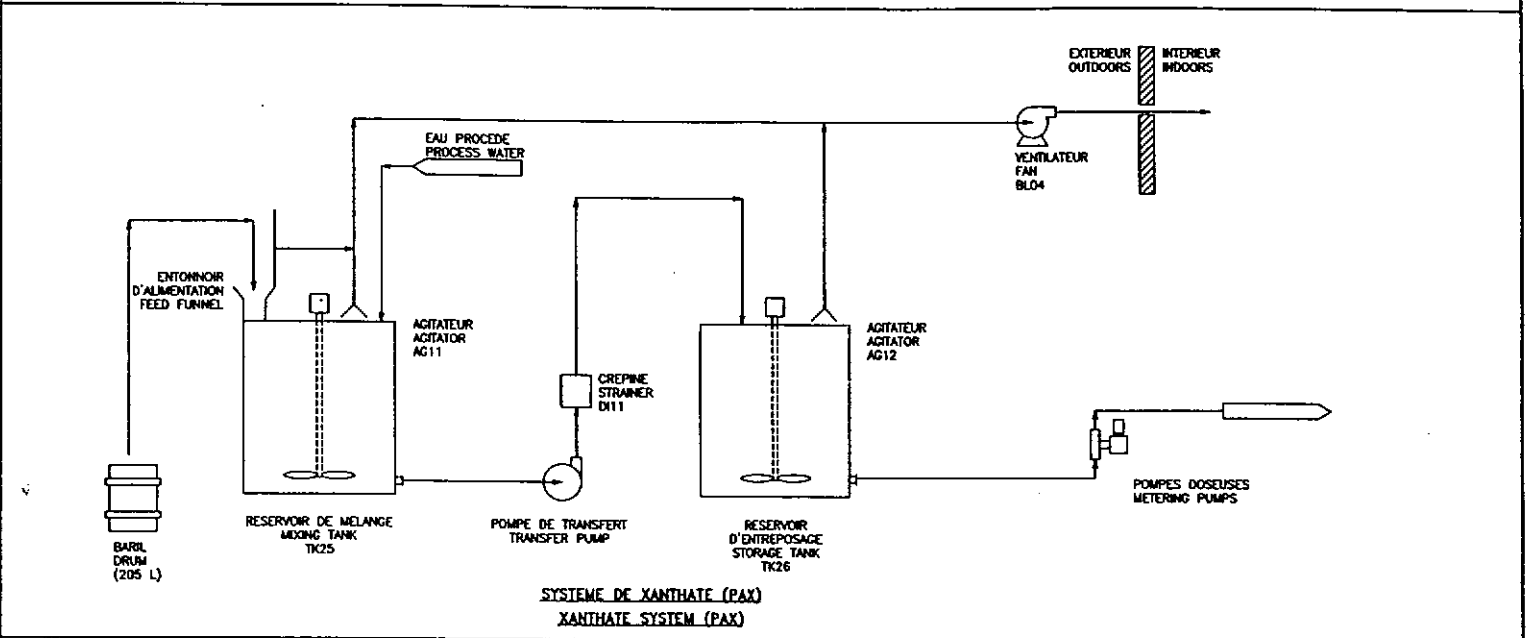 EXTERIEUR
OUTDOORS
INTERIEUR
INDOORS
EAU PROCEDE
PROCESS WATER
VENTILATEUR
FAN
BL04
ENTONNOIR
D'ALIMENTATION
FEED FUNNEL
AGITATEUR
AGITATOR
AG11
CREPINE
STRAINER
DI11
AGITATEUR
AGITATOR
AG12
BARIL
DRUM
(205 L)
RESERVOIR DE MELANGE
MIXING TANK
TK25
POMPE DE TRANSFERT
TRANSFER PUMP
RESERVOIR
D'ENTREPOSAGE
STORAGE TANK
TK26
POMPES DOSEUSES
METERING PUMPS
SYSTEME DE XANTHATE (PAX)
XANTHATE SYSTEM (PAX)